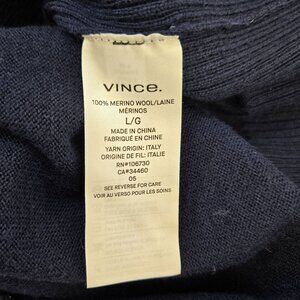 VINCE.
100% MERINO WOOL/LAINE
MÉRINOS
L/G
MADE IN CHINA
FABRIQUÉ EN CHINE
YARN ORIGIN: ITALY
ORIGINE DE FIL: ITALIE
RN#106730
CA#34460
05
SEE REVERSE FOR CARE
VOIR AU VERSO POUR LES SOINS